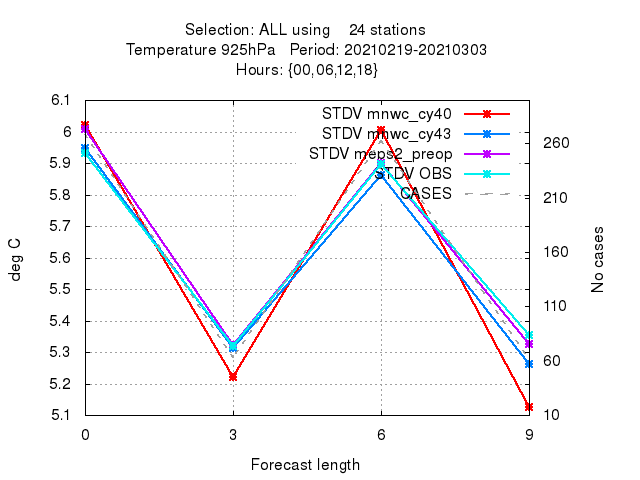 Selection: ALL using 24 stations
Temperature 925hPa Period: 20210219-20210303
Hours: {00,06,12,18}
6.1
6
5.9
5.8
5.7
5.6
5.5
5.4
5.3
5.2
5.1
deg C
STDV mnwc_cy40
STDV mnwc_cy43
STDV meps2_preop
STDV OBS
CASES
260
210
160
110
60
10
No cases
0 3 6 9
Forecast length